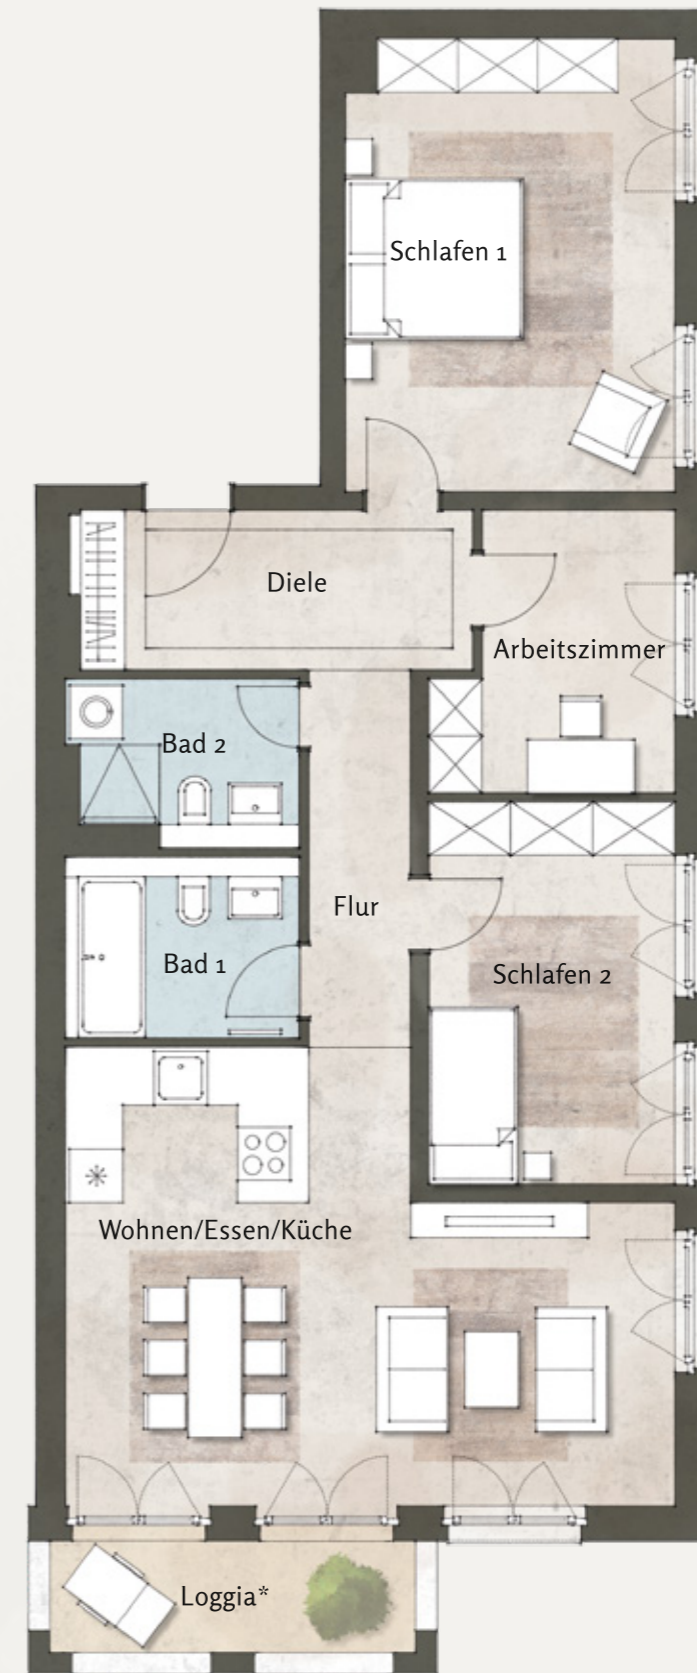 Schlafen 1
Diele
Arbeitszimmer
Bad 2
Flur
Bad 1
Schlafen 2
Wohnen/Essen/Küche
Loggia*